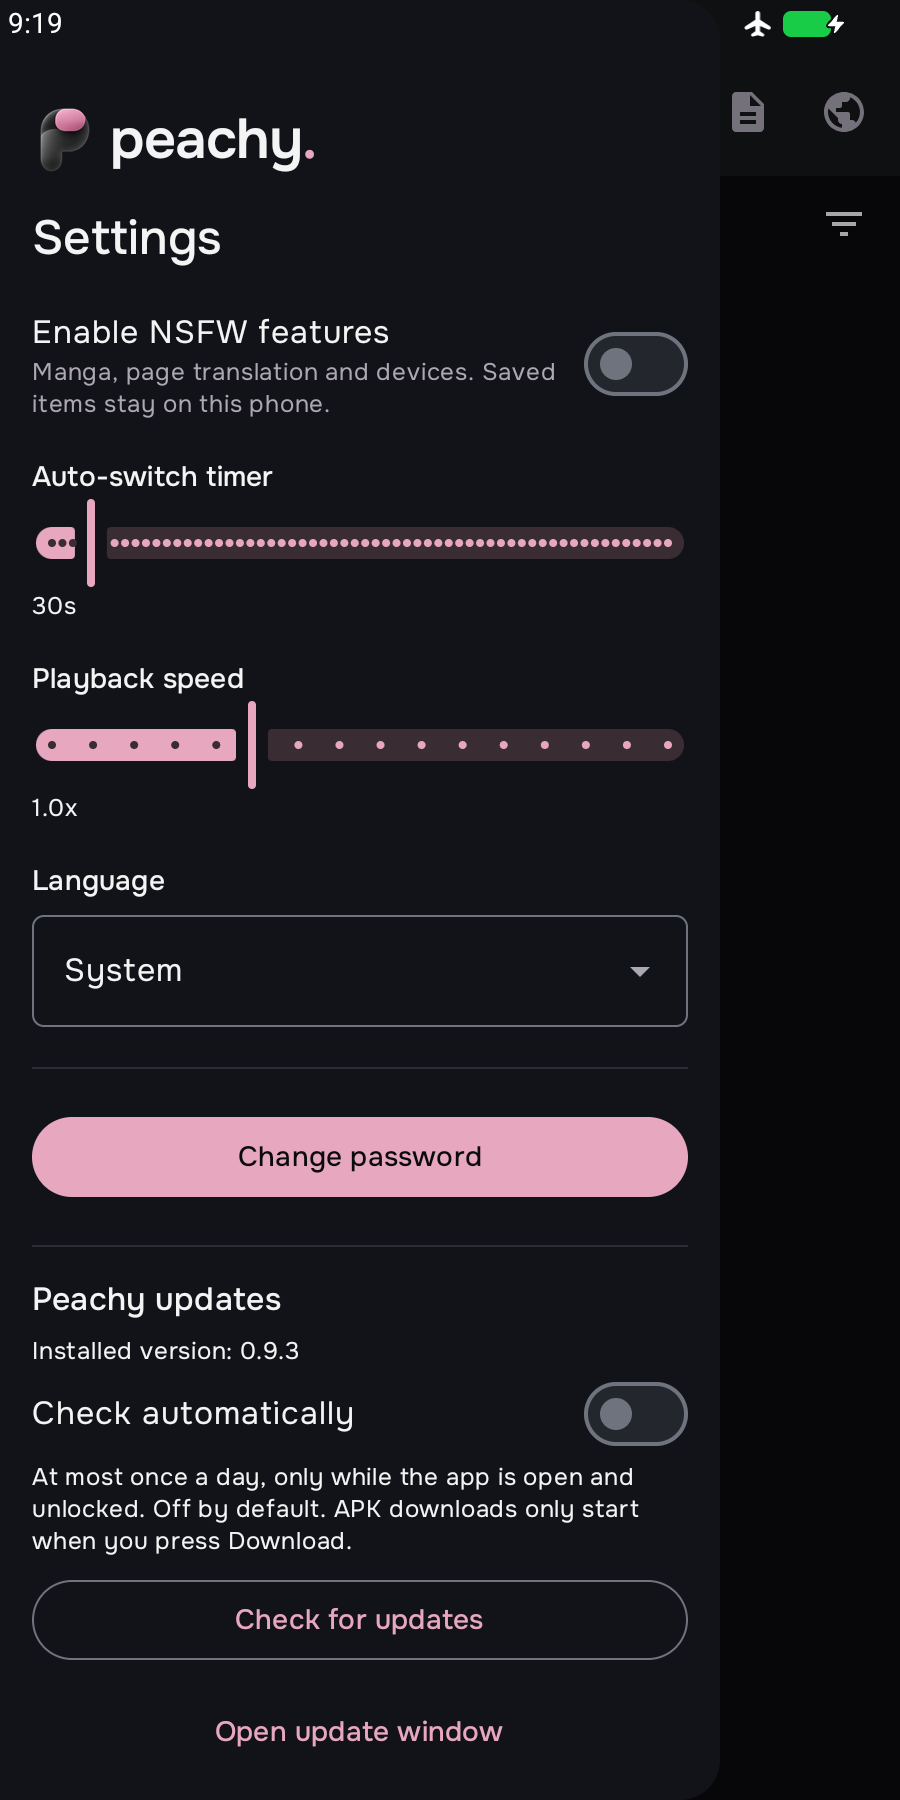 9:19
peachy.
Settings
Enable NSFW features
Manga, page translation and devices. Saved
items stay on this phone.
Auto-switch timer
30s
Playback speed
1.0x
Language
System
Change password
Peachy updates
Installed version: 0.9.3
Check automatically
At most once a day, only while the app is open and
unlocked. Off by default. APK downloads only start
when you press Download.
Check for updates
Open update window